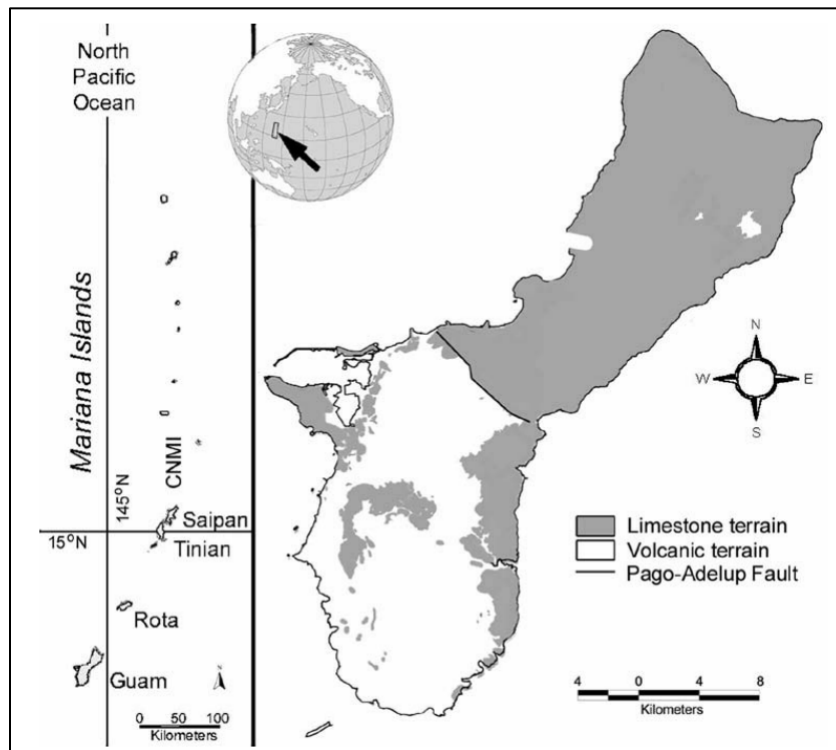 North
Pacific
Ocean
Mariana Islands
145°N
CNMI
15°N
Saipan
Tinian
Rota
Guam
N
0 50 100
Kilometers
N
W E
S
Limestone terrain
Volcanic terrain
Pago-Adelup Fault
4 0 4 8
Kilometers